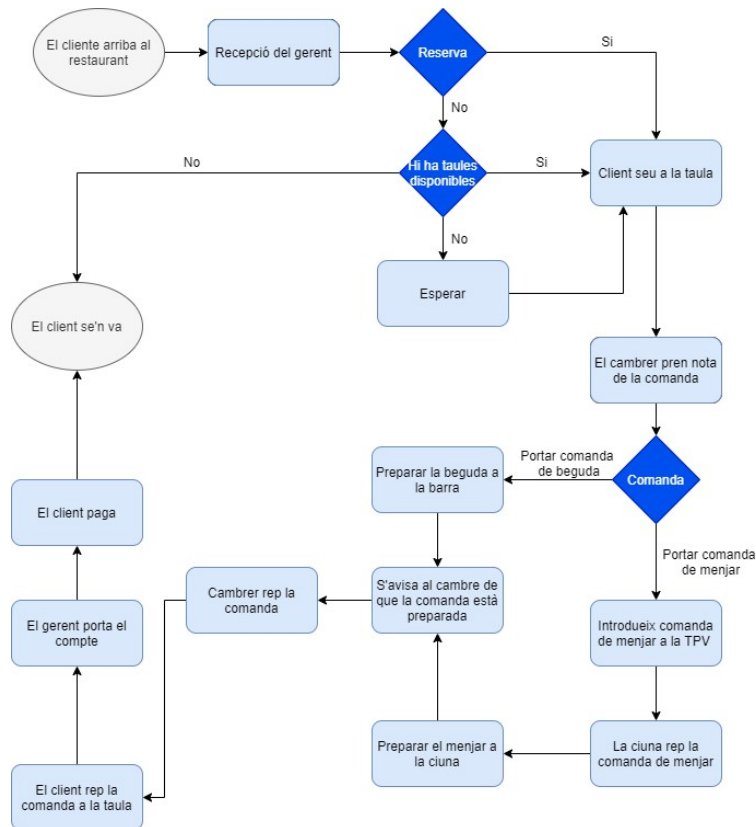 El cliente arriba al
restaurant
Recepció del gerent
Reserva
Si
No
Hi ha taules
disponibles
No
Si
Client seu a la taula
No
Esperar
El client se'n va
El cambrer pren nota
de la comanda
Portar comanda
de beguda
Comanda
Preparar la beguda a
la barra
El client paga
Portar comanda
de menjar
S'avisa al cambre de
que la comanda està
preparada
Cambrer rep la
comanda
El gerent porta el
compte
Introdueix comanda
de menjar a la TPV
Preparar el menjar a
la ciuna
La ciuna rep la
comanda de menjar
El client rep la
comanda a la taula